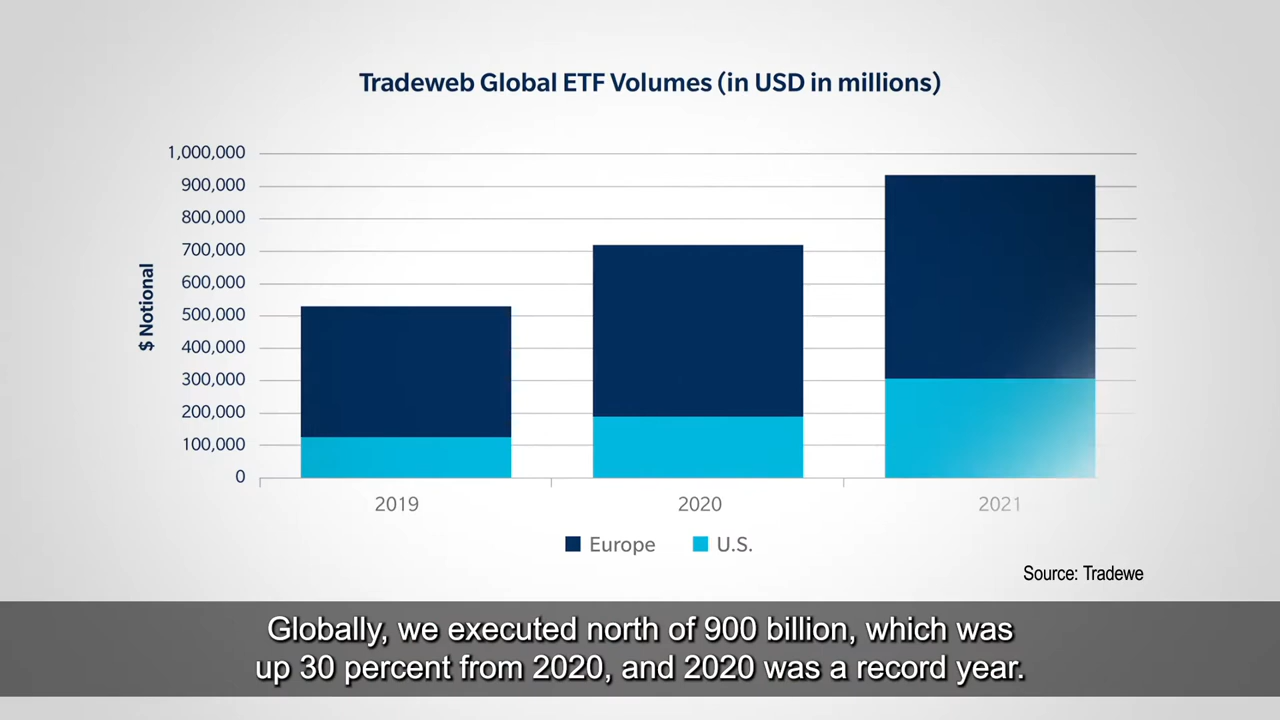 Tradeweb Global ETF Volumes (in USD in millions)
1,000,000
900,000
800,000
700,000
600,000
500,000
400,000
300,000
200,000
100,000
0
$ Notional
2019
2020
2021
Europe
U.S.
Source: Tradewe
Globally, we executed north of 900 billion, which was
up 30 percent from 2020, and 2020 was a record year.